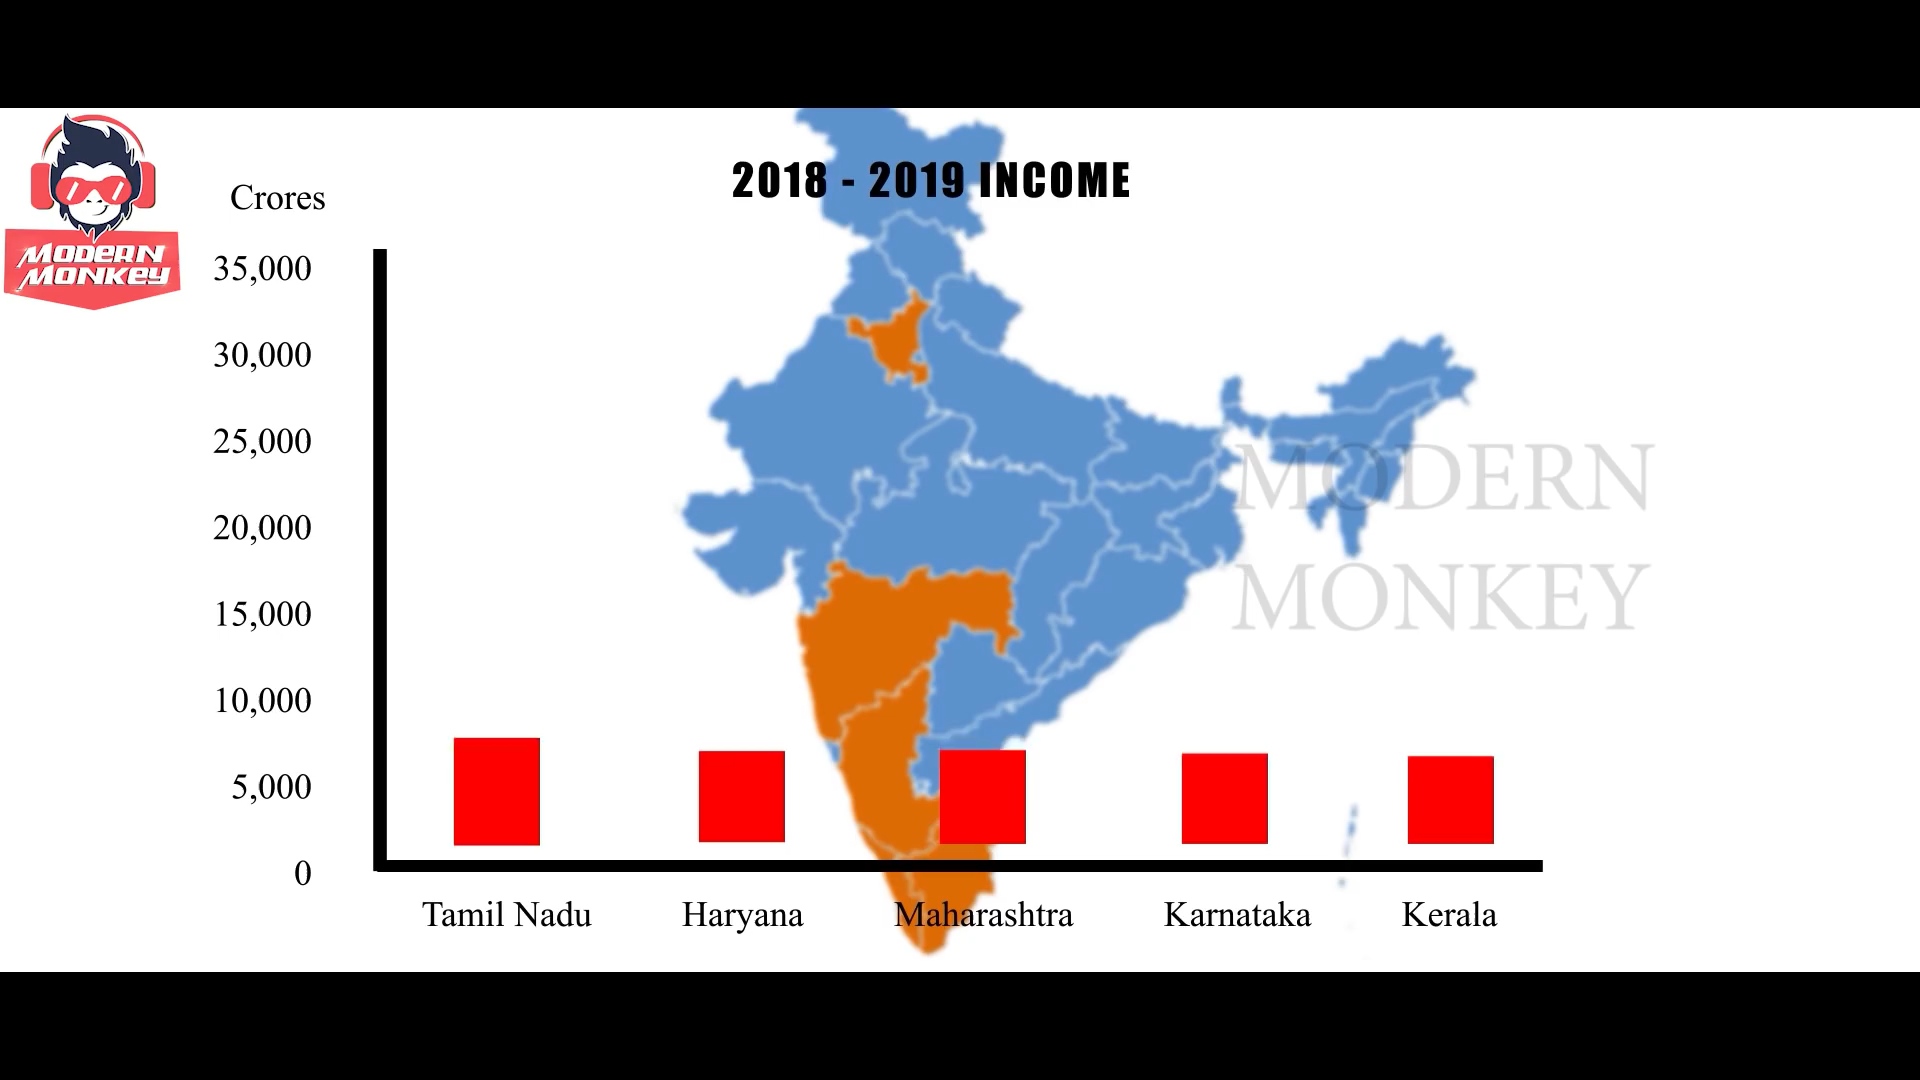 MODERN
MONKEY
2018 - 2019 INCOME
Crores
35,000
30,000
25,000
20,000
15,000
10,000
5,000
0
MODERN
MONKEY
Tamil Nadu
Haryana
Maharashtra
Karnataka
Kerala